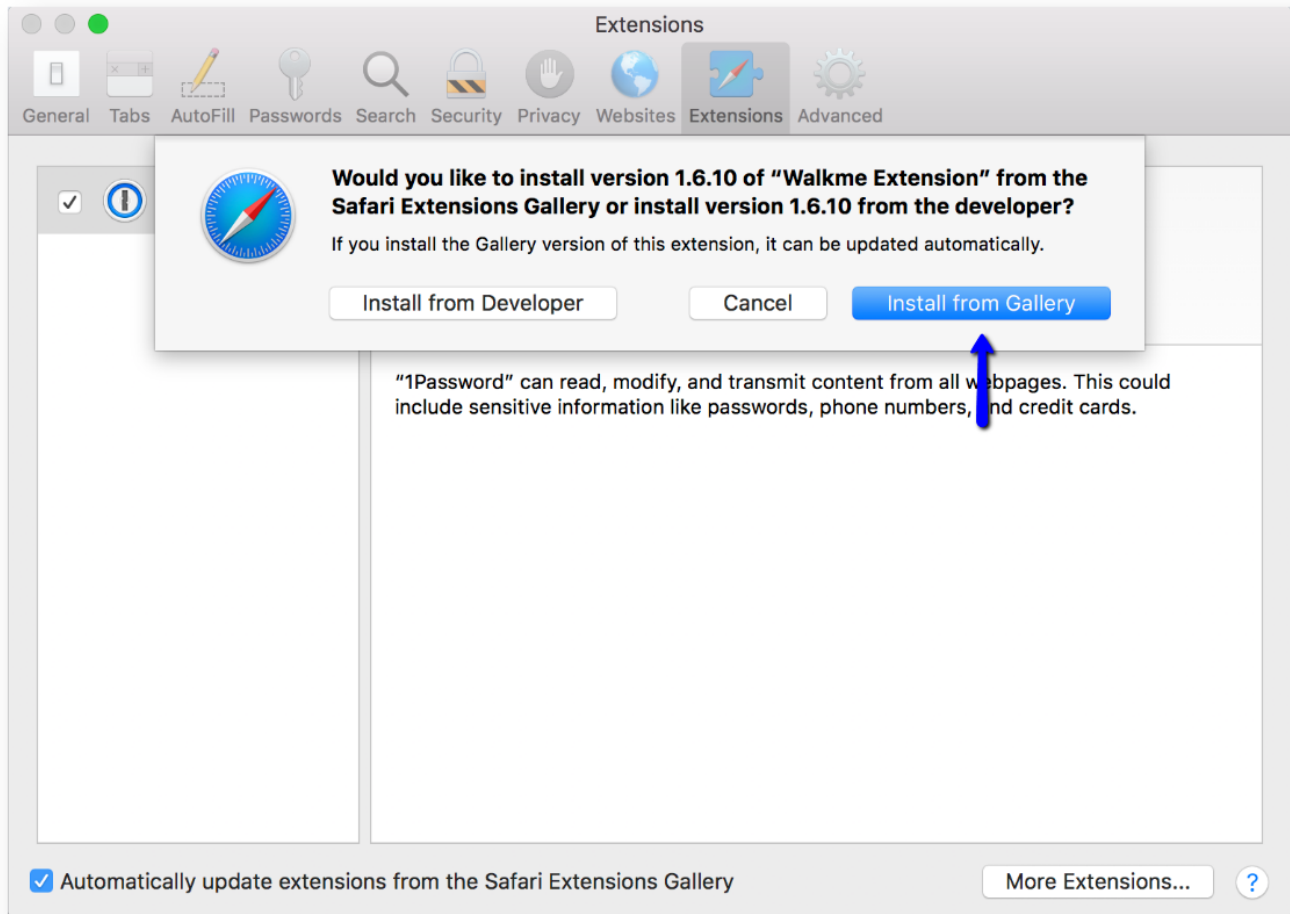 Extensions
General Tabs AutoFill Passwords Search Security Privacy Websites Extensions Advanced
Would you like to install version 1.6.10 of “Walkme Extension” from the
Safari Extensions Gallery or install version 1.6.10 from the developer?
If you install the Gallery version of this extension, it can be updated automatically.
Install from Developer Cancel Install from Gallery
“1Password” can read, modify, and transmit content from all webpages. This could
include sensitive information like passwords, phone numbers, and credit cards.
Automatically update extensions from the Safari Extensions Gallery More Extensions... ?